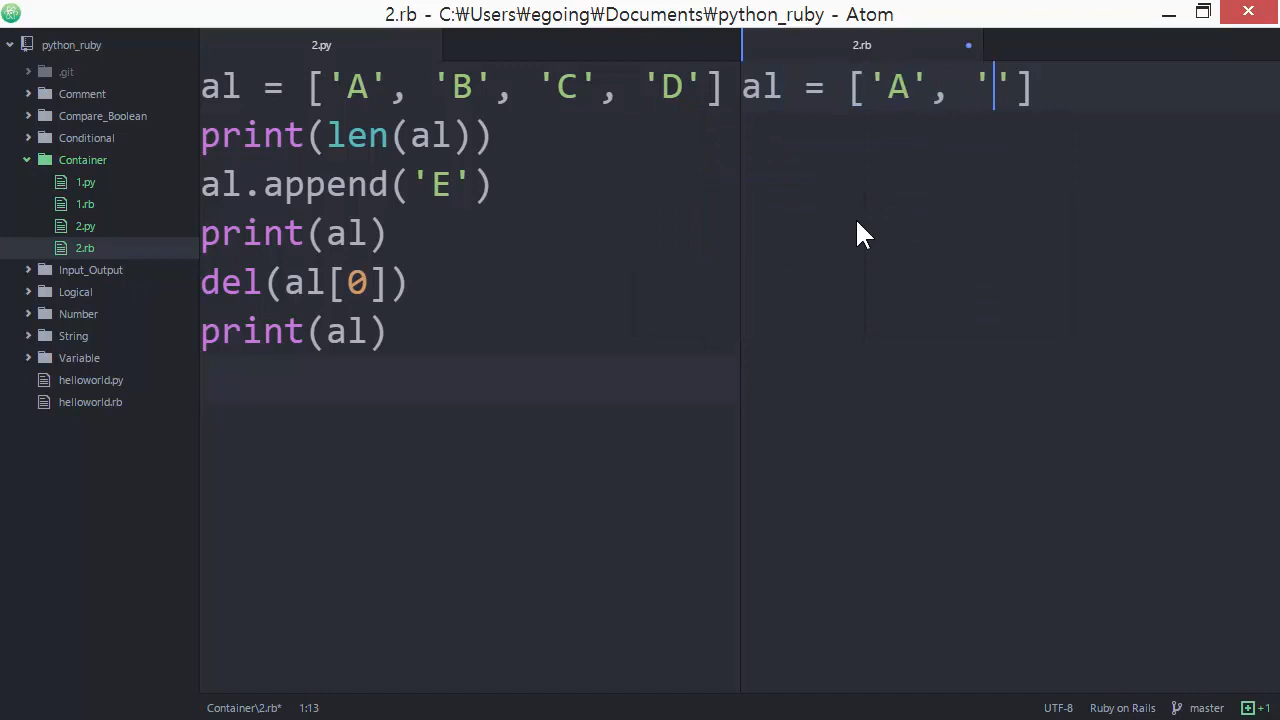 2.rb - C:₩Users₩egoing₩Documents₩python_ruby - Atom
python_ruby
.git
Comment
Compare_Boolean
Conditional
Container
1.py
1.rb
2.py
2.rb
Input_Output
Logical
Number
String
Variable
helloworld.py
helloworld.rb
2.py
al = ['A', 'B', 'C', 'D']
print(len(al))
al.append('E')
print(al)
del(al[0])
print(al)
2.rb
al = ['A', '']
Container\2.rb* 1:13
UTF-8 Ruby on Rails master +1